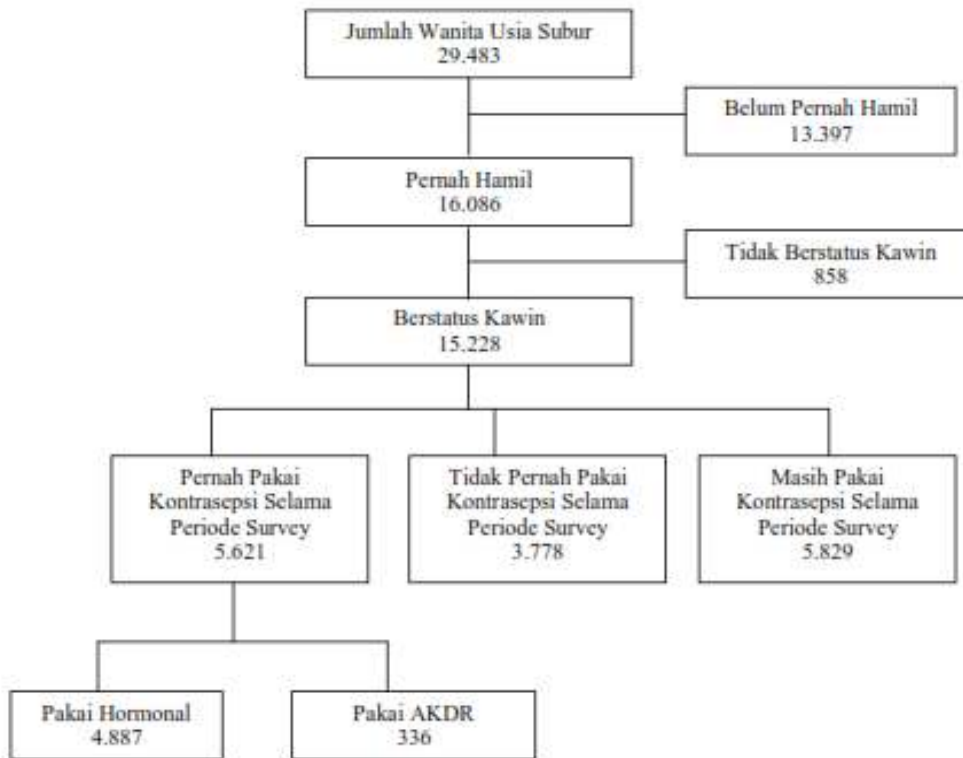 Jumlah Wanita Usia Subur
29.483
Belum Pernah Hamil
13.397
Pernah Hamil
16.086
Tidak Berstatus Kawin
858
Berstatus Kawin
15.228
Pernah Pakai
Kontrasepsi Selama
Periode Survey
5.621
Tidak Pernah Pakai
Kontrasepsi Selama
Periode Survey
3.778
Masih Pakai
Kontrasepsi Selama
Periode Survey
5.829
Pakai Hormonal
4.887
Pakai AKDR
336